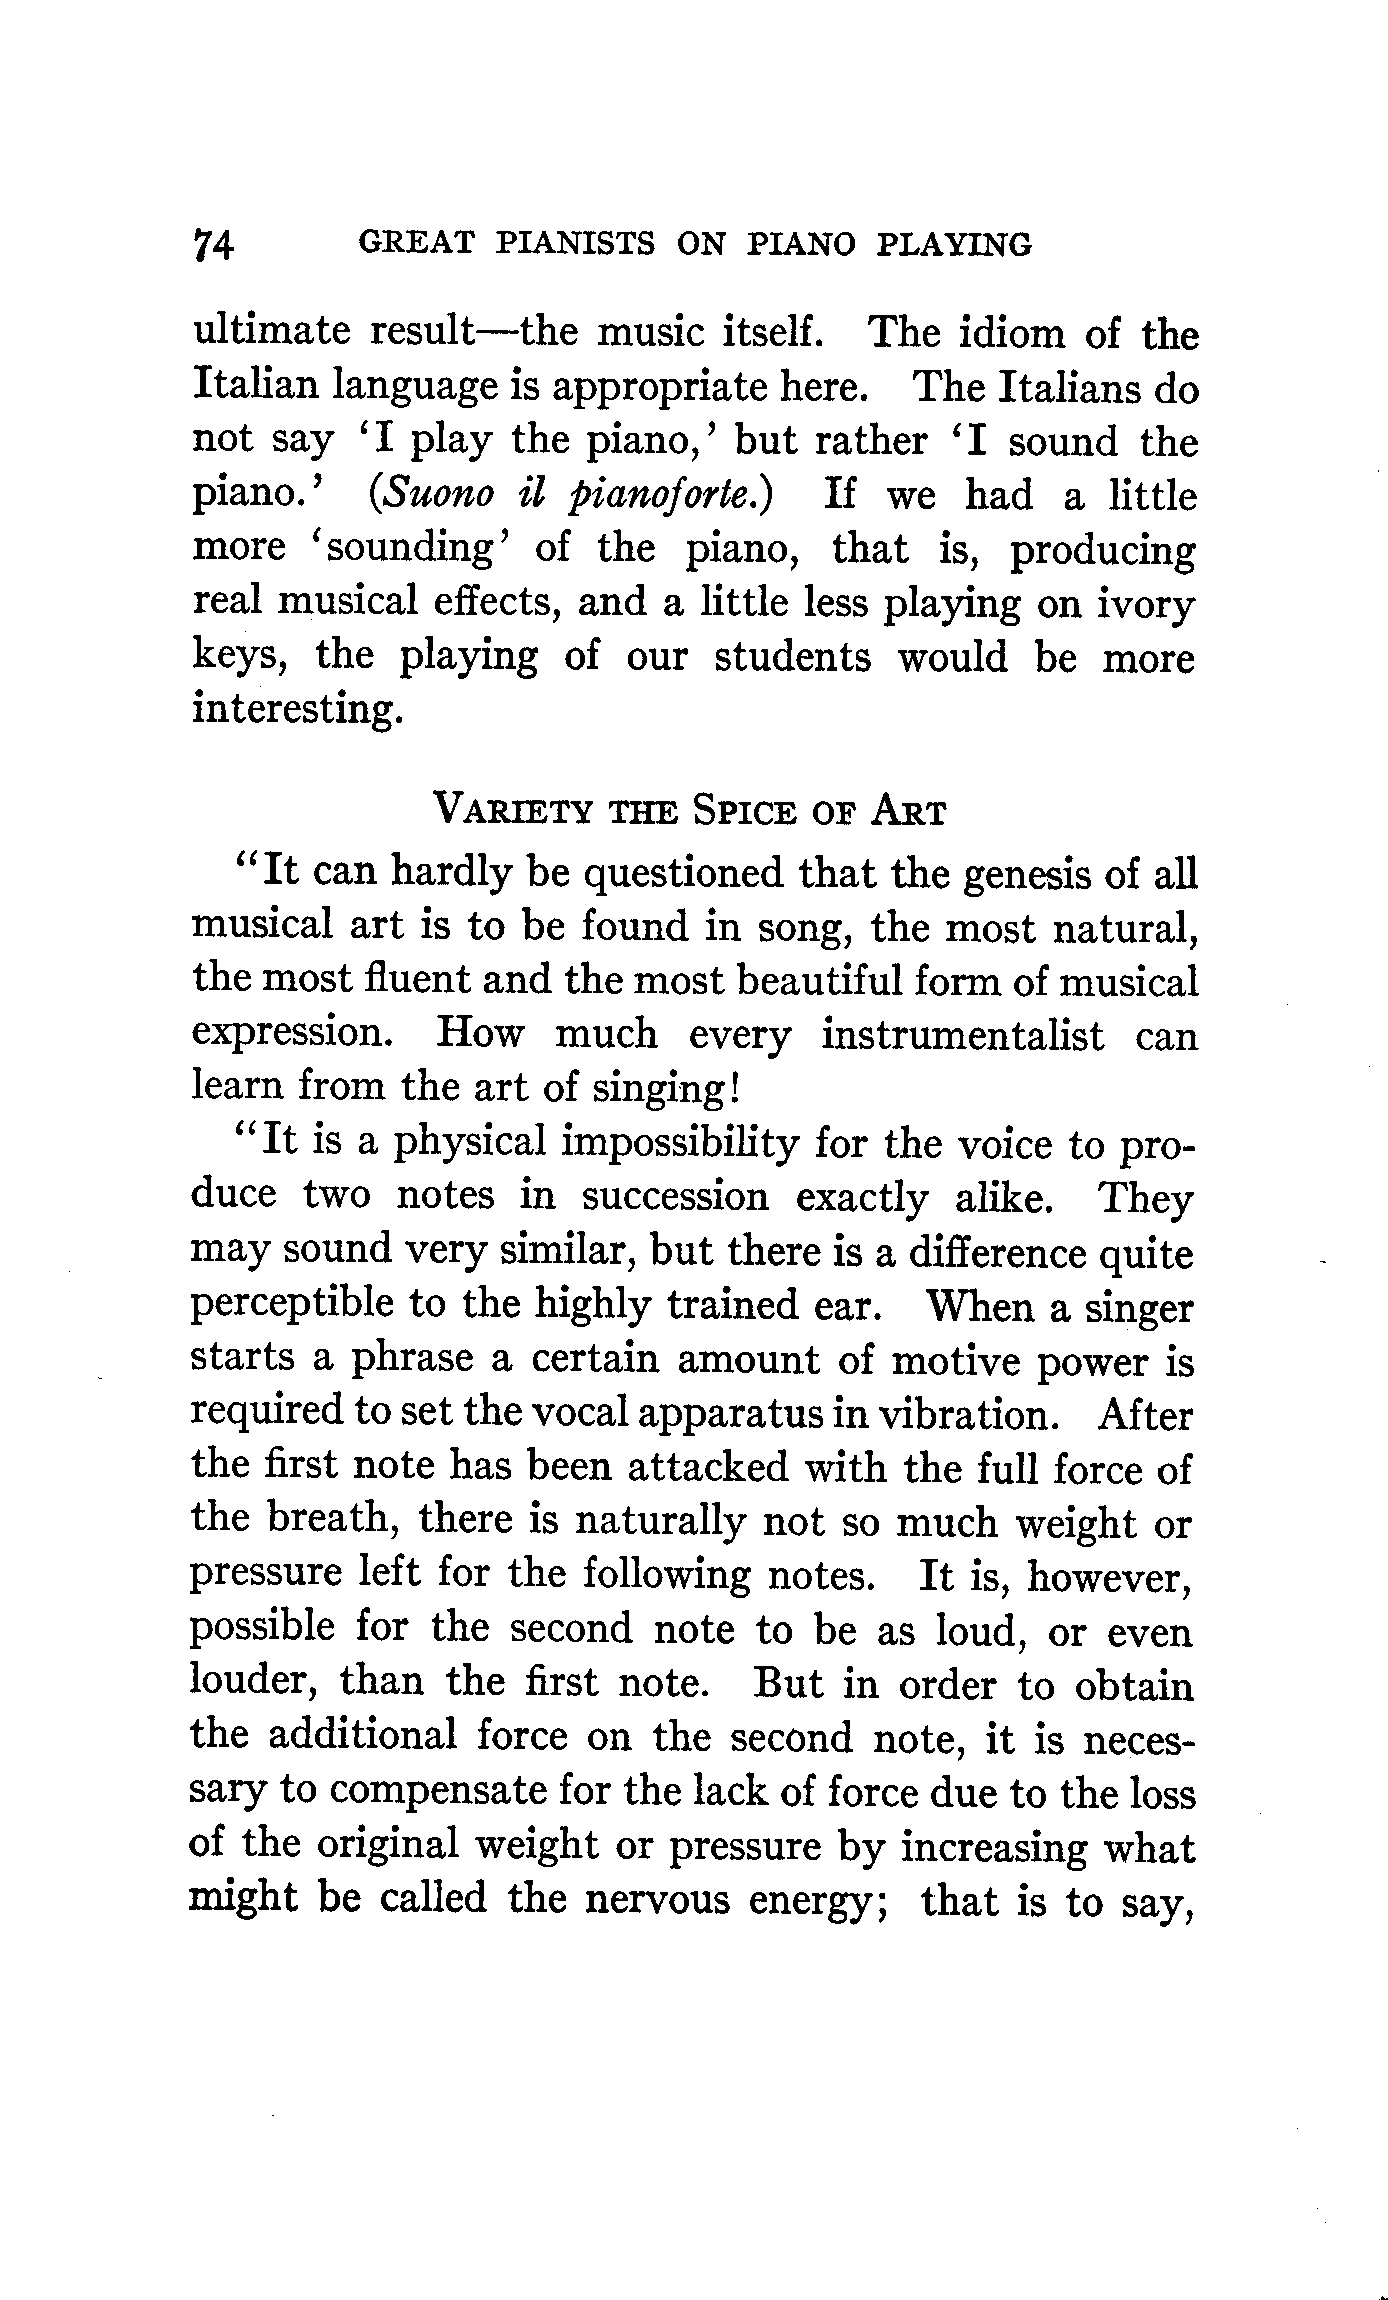 74 GREAT PIANISTS ON PIANO PLAYING
ultimate result—the music itself. The idiom of the
Italian language is appropriate here. The Italians do
not say ‘I play the piano,’ but rather ‘I sound the
piano.’ (Suono il pianoforte.) If we had a little
more ‘sounding’ of the piano, that is, producing
real musical effects, and a little less playing on ivory
keys, the playing of our students would be more
interesting.
VARIETY THE SPICE OF ART
“It can hardly be questioned that the genesis of all
musical art is to be found in song, the most natural,
the most fluent and the most beautiful form of musical
expression. How much every instrumentalist can
learn from the art of singing!
“It is a physical impossibility for the voice to pro-
duce two notes in succession exactly alike. They
may sound very similar, but there is a difference quite
perceptible to the highly trained ear. When a singer
starts a phrase a certain amount of motive power is
required to set the vocal apparatus in vibration. After
the first note has been attacked with the full force of
the breath, there is naturally not so much weight or
pressure left for the following notes. It is, however,
possible for the second note to be as loud, or even
louder, than the first note. But in order to obtain
the additional force on the second note, it is neces-
sary to compensate for the lack of force due to the loss
of the original weight or pressure by increasing what
might be called the nervous energy; that is to say,